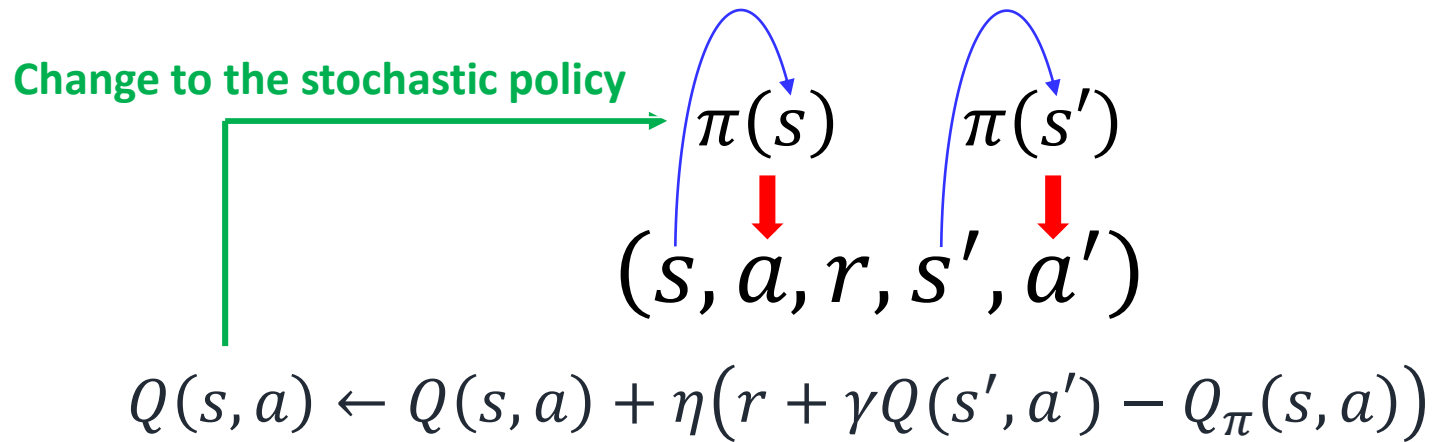 Change to the stochastic policy
π(s) π(s′)
(s, a, r, s′, a′)
Q(s, a) ← Q(s, a) + η(r + γQ(s′, a′) − Q_π(s, a))